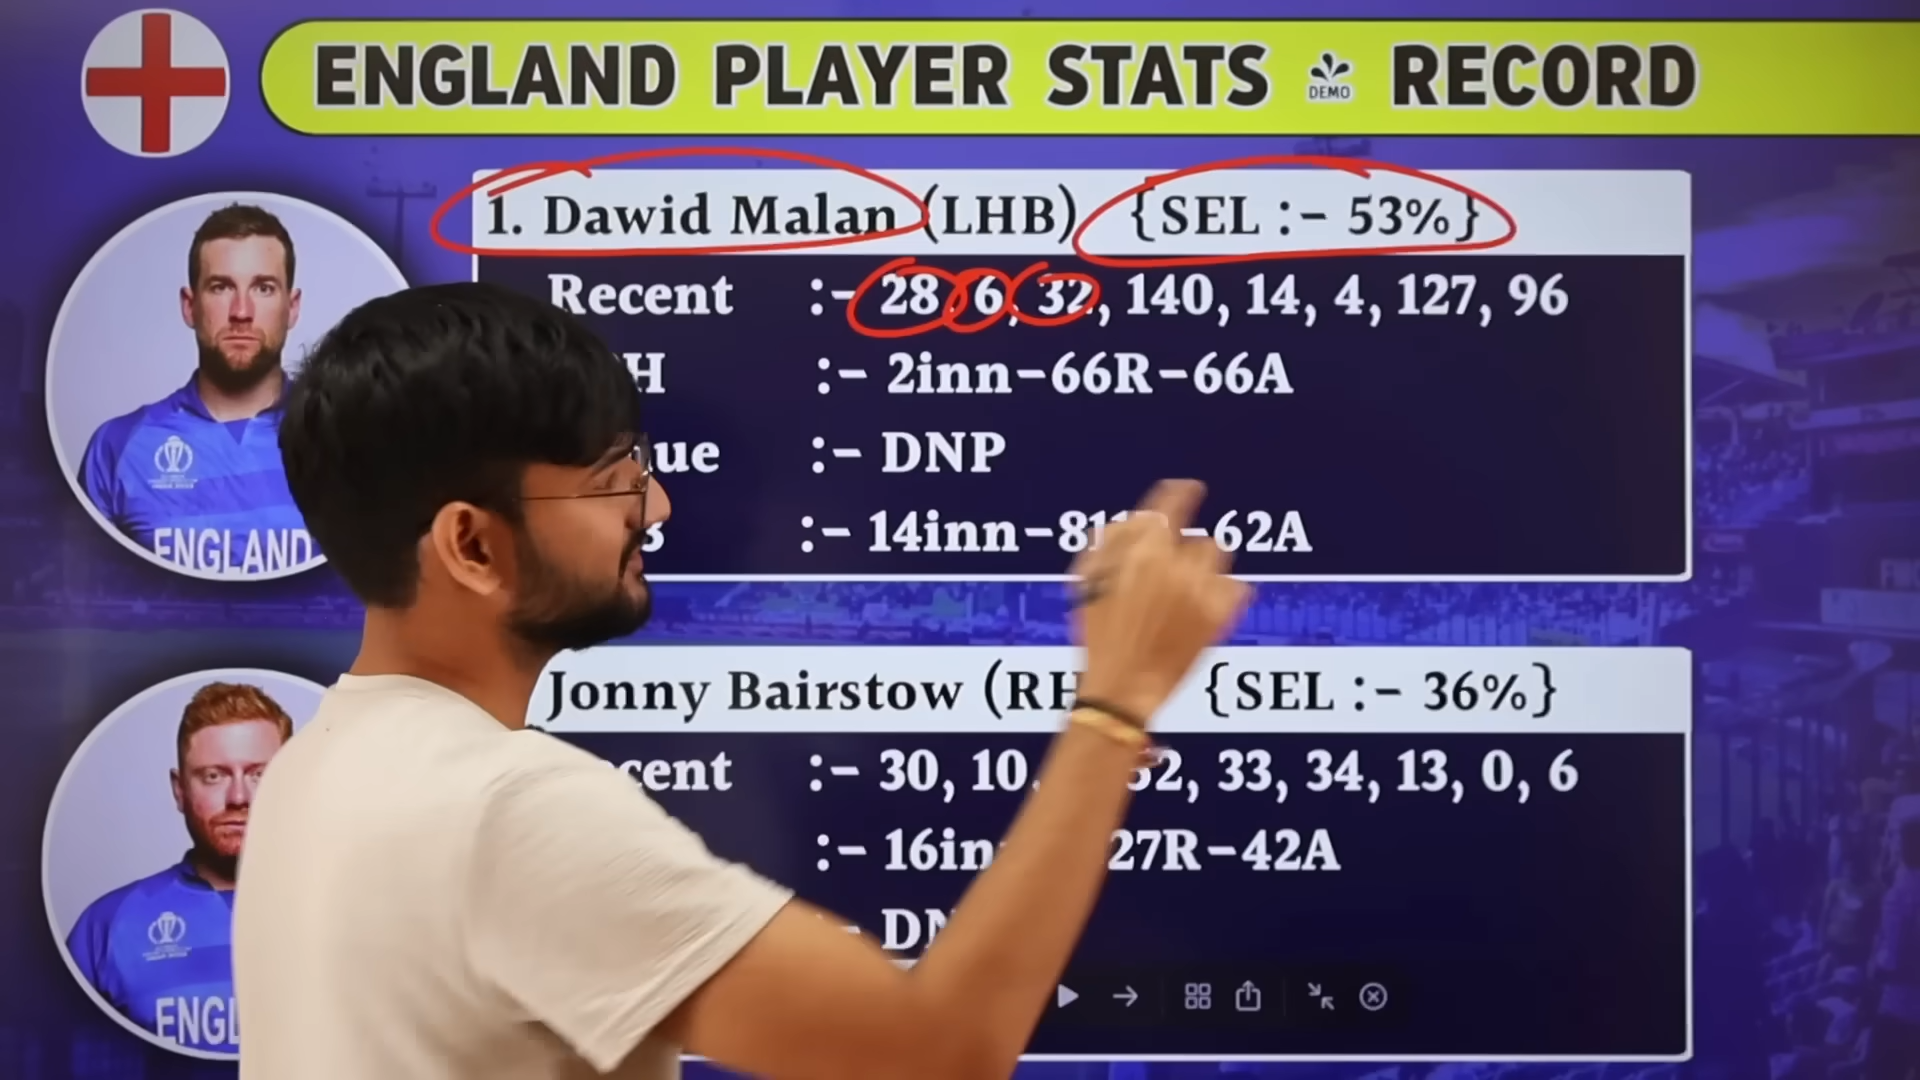 ENGLAND PLAYER STATS DEMO RECORD
1. Dawid Malan (LHB) {SEL :- 53%}
Recent :- 28, 6, 32, 140, 14, 4, 127, 96
:- 2inn-66R-66A
:- DNP
:- 14inn- -62A
ENGLAND
Jonny Bairstow {SEL :- 36%}
:- 30, 10, 33, 34, 13, 0, 6
:- -42A